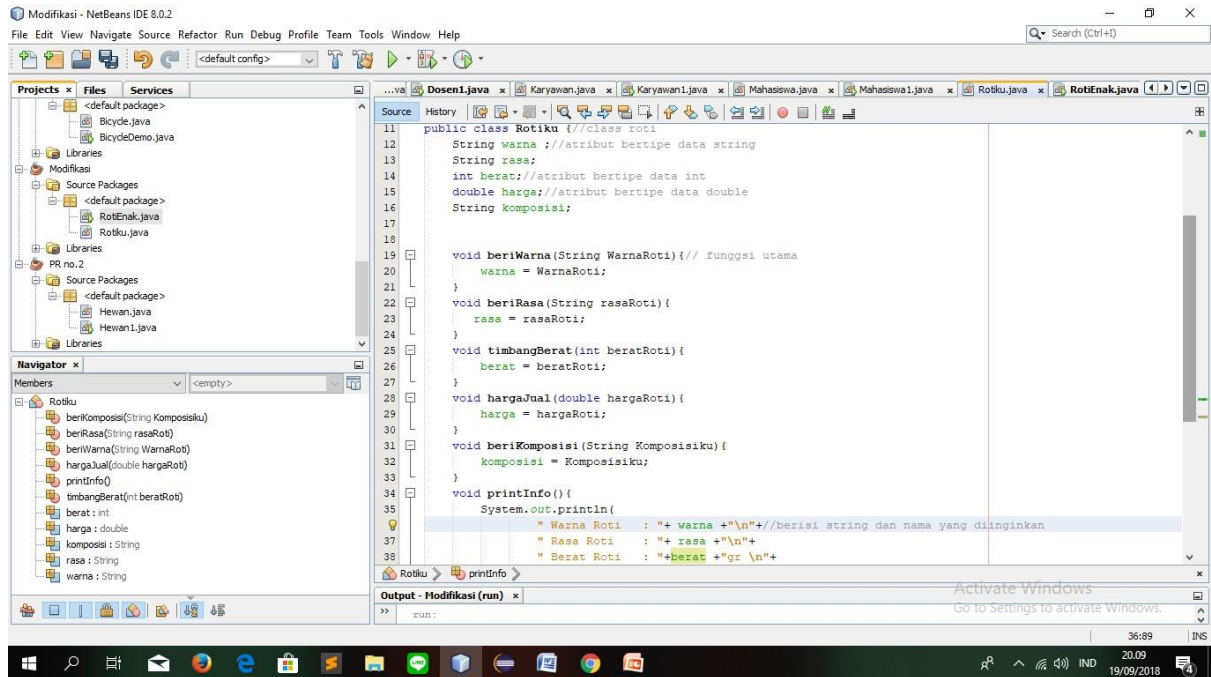 Modifikasi - NetBeans IDE 8.0.2
File Edit View Navigate Source Refactor Run Debug Profile Team Tools Window Help
Search (Ctrl+I)
<default config>
Projects x Files Services
<default package>
Bicycle.java
BicycleDemo.java
Libraries
Modifikasi
Source Packages
<default package>
RotiEnak.java
Rotiku.java
Libraries
PR no.2
Source Packages
<default package>
Hewan.java
Hewan1.java
Libraries
Navigator x
Members <empty>
Rotiku
beriKomposisi(String Komposisiku)
beriRasa(String rasaRoti)
beriWarna(String WarnaRoti)
hargaJual(double hargaRoti)
printInfo()
timbangBerat(int beratRoti)
berat : int
harga : double
komposisi : String
rasa : String
warna : String
...va Dosen1.java x Karyawan.java x Karyawan1.java x Mahasiswa.java x Mahasiswa1.java x Rotiku.java x RotiEnak.java
Source History
11 public class Rotiku {//class roti
12 String warna ;//atribut bertipe data string
13 String rasa;
14 int berat;//atribut bertipe data int
15 double harga;//atribut bertipe data double
16 String komposisi;
17
18
19 void beriWarna(String WarnaRoti){// funggsi utama
20 warna = WarnaRoti;
21 }
22 void beriRasa(String rasaRoti){
23 rasa = rasaRoti;
24 }
25 void timbangBerat(int beratRoti){
26 berat = beratRoti;
27 }
28 void hargaJual(double hargaRoti){
29 harga = hargaRoti;
30 }
31 void beriKomposisi(String Komposisiku){
32 komposisi = Komposisiku;
33 }
34 void printInfo(){
35 System.out.println(
" Warna Roti : "+ warna +"\n"+//berisi string dan nama yang diinginkan
37 " Rasa Roti : "+ rasa +"\n"+
38 " Berat Roti : "+berat +"gr \n"+
Rotiku printInfo
Output - Modifikasi (run) x
run:
Activate Windows
Go to Settings to activate Windows.
36:89 INS
IND
20.09
19/09/2018
4